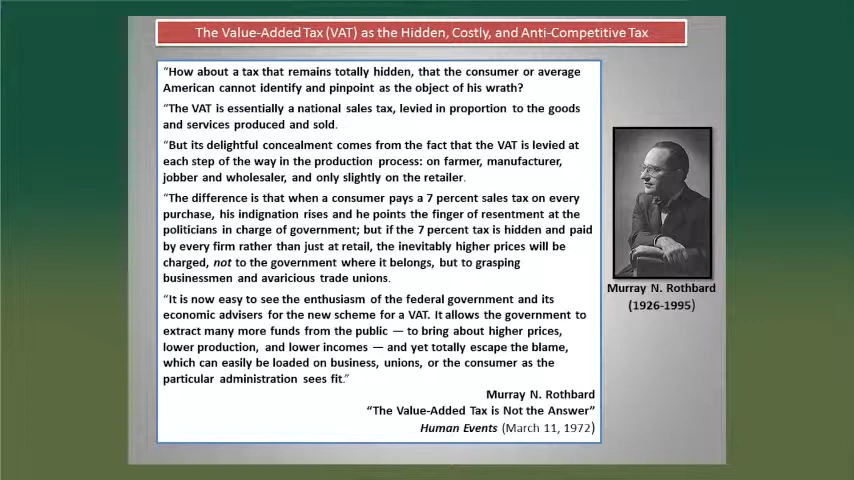 The Value-Added Tax (VAT) as the Hidden, Costly, and Anti-Competitive Tax
“How about a tax that remains totally hidden, that the consumer or average
American cannot identify and pinpoint as the object of his wrath?
“The VAT is essentially a national sales tax, levied in proportion to the goods
and services produced and sold.
“But its delightful concealment comes from the fact that the VAT is levied at
each step of the way in the production process: on farmer, manufacturer,
jobber and wholesaler, and only slightly on the retailer.
“The difference is that when a consumer pays a 7 percent sales tax on every
purchase, his indignation rises and he points the finger of resentment at the
politicians in charge of government; but if the 7 percent tax is hidden and paid
by every firm rather than just at retail, the inevitably higher prices will be
charged, not to the government where it belongs, but to grasping
businessmen and avaricious trade unions.
“It is now easy to see the enthusiasm of the federal government and its
economic advisers for the new scheme for a VAT. It allows the government to
extract many more funds from the public — to bring about higher prices,
lower production, and lower incomes — and yet totally escape the blame,
which can easily be loaded on business, unions, or the consumer as the
particular administration sees fit.”
Murray N. Rothbard
“The Value-Added Tax is Not the Answer”
Human Events (March 11, 1972)
Murray N. Rothbard
(1926-1995)